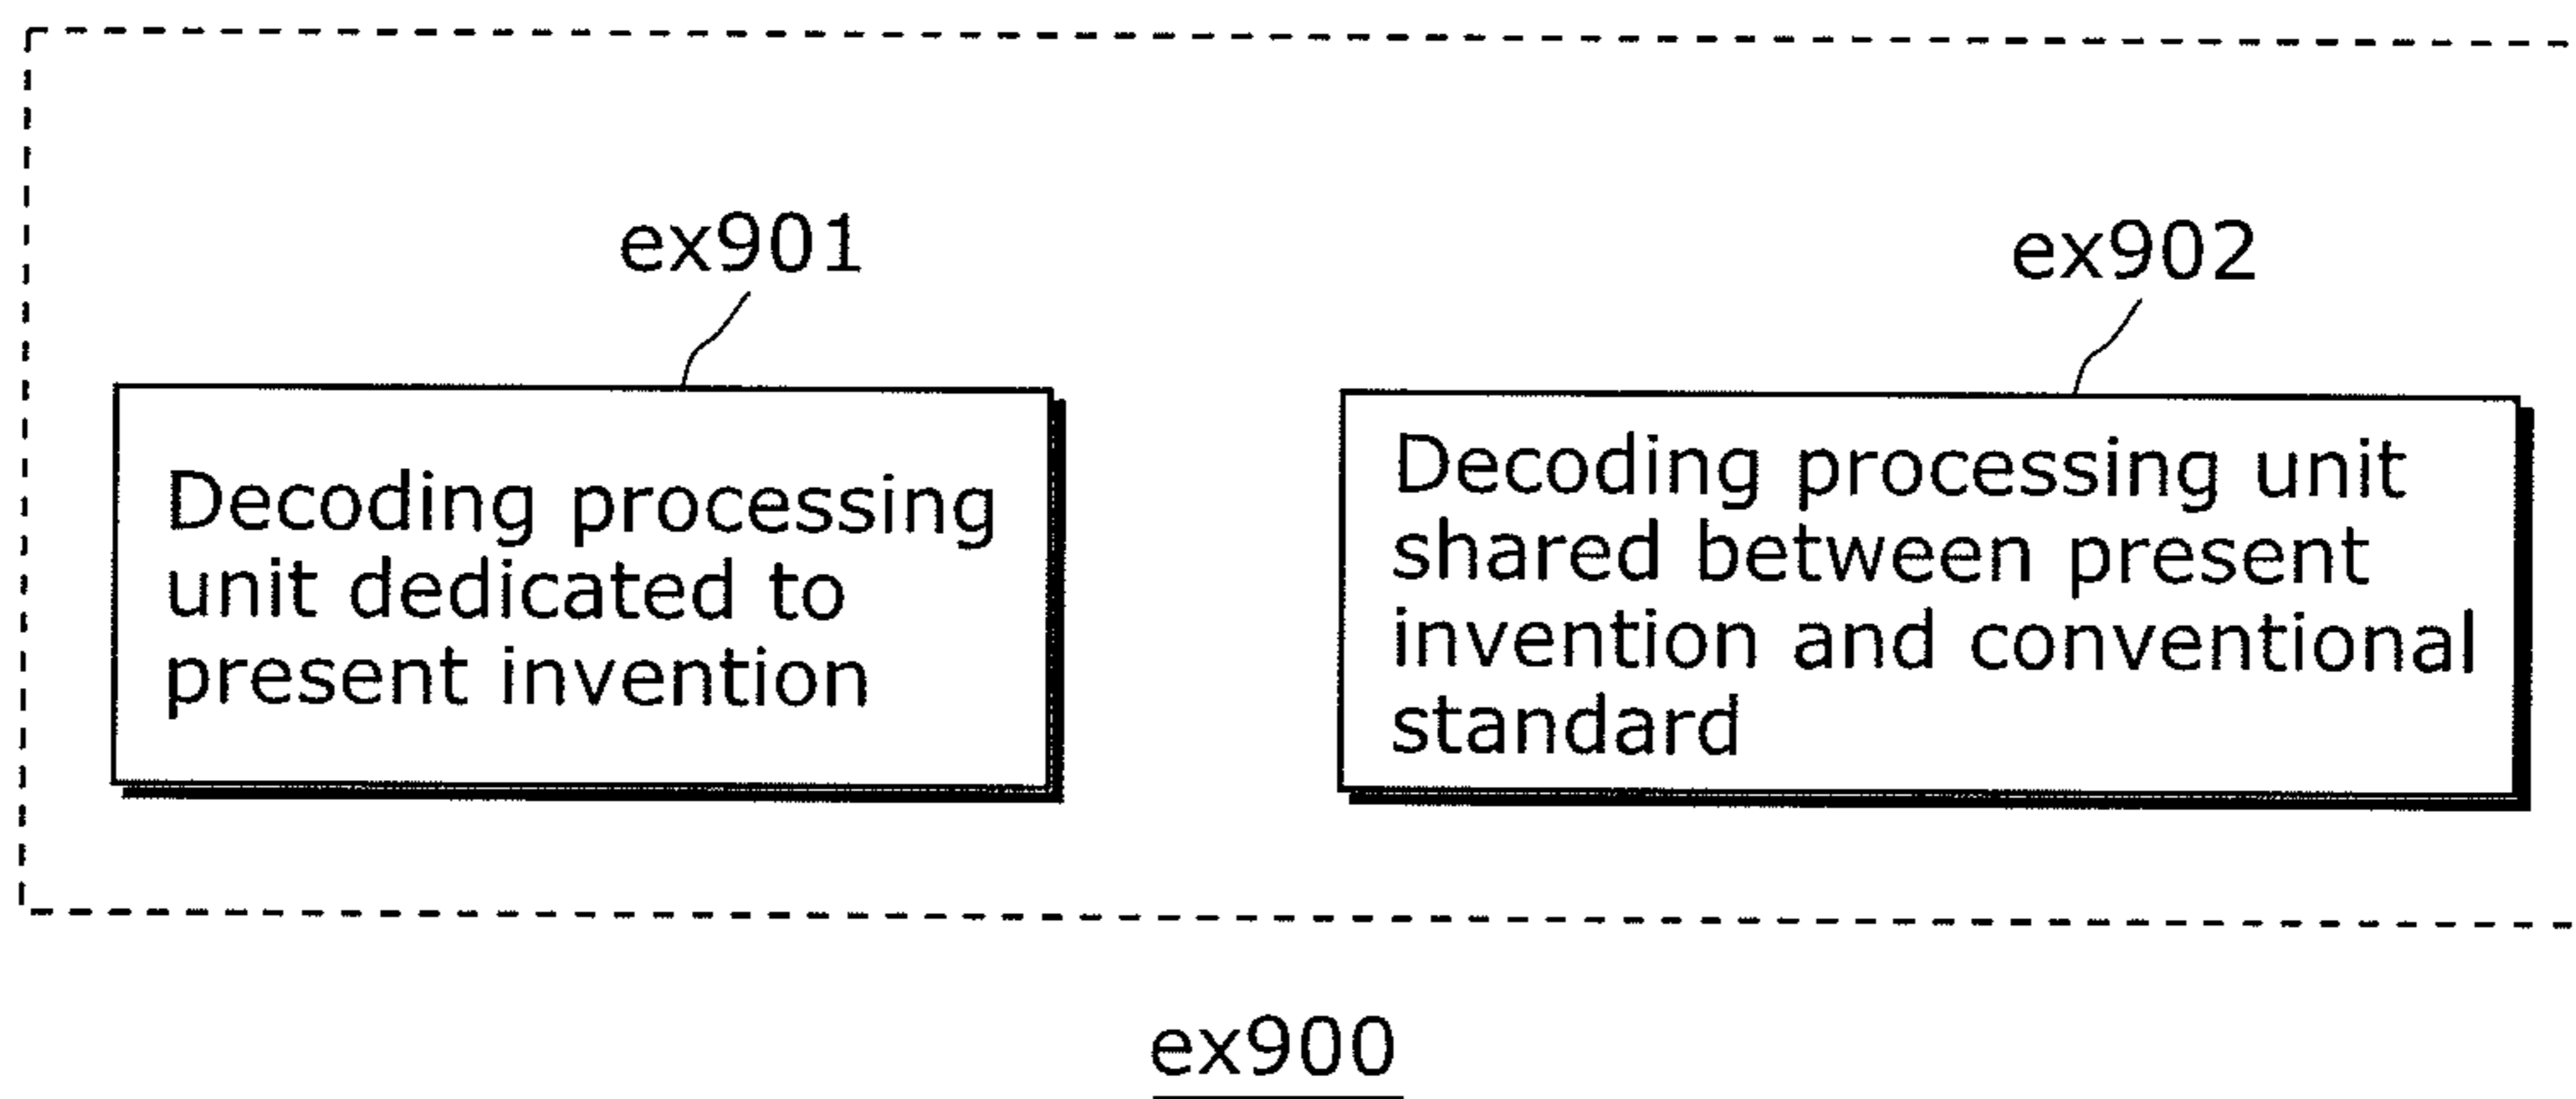 ex901
ex902
Decoding processing
unit dedicated to
present invention
Decoding processing unit
shared between present
invention and conventional
standard
ex900